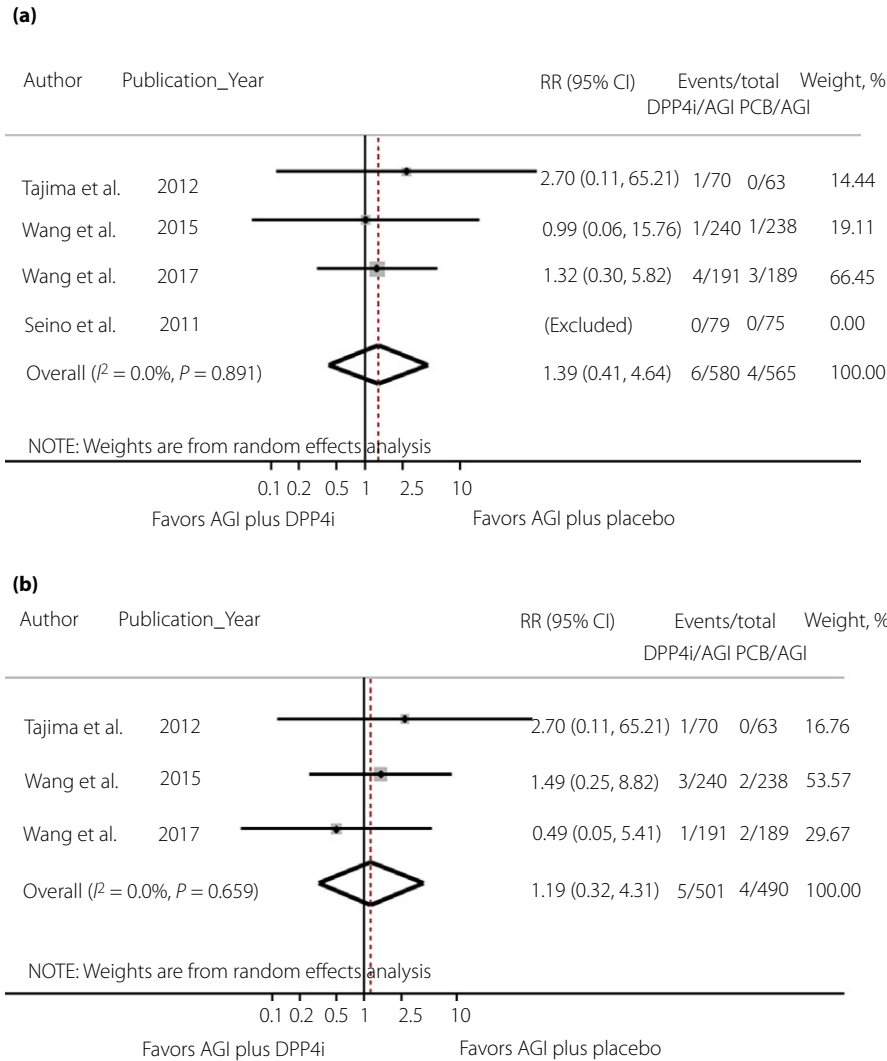 (a)
Author Publication_Year RR (95% CI) Events/total Weight, %
DPP4i/AGI PCB/AGI
Tajima et al. 2012 2.70 (0.11, 65.21) 1/70 0/63 14.44
Wang et al. 2015 0.99 (0.06, 15.76) 1/240 1/238 19.11
Wang et al. 2017 1.32 (0.30, 5.82) 4/191 3/189 66.45
Seino et al. 2011 (Excluded) 0/79 0/75 0.00
Overall (I² = 0.0%, P = 0.891) 1.39 (0.41, 4.64) 6/580 4/565 100.00
NOTE: Weights are from random effects analysis
0.1 0.2 0.5 1 2.5 10
Favors AGI plus DPP4i Favors AGI plus placebo
(b)
Author Publication_Year RR (95% CI) Events/total Weight, %
DPP4i/AGI PCB/AGI
Tajima et al. 2012 2.70 (0.11, 65.21) 1/70 0/63 16.76
Wang et al. 2015 1.49 (0.25, 8.82) 3/240 2/238 53.57
Wang et al. 2017 0.49 (0.05, 5.41) 1/191 2/189 29.67
Overall (I² = 0.0%, P = 0.659) 1.19 (0.32, 4.31) 5/501 4/490 100.00
NOTE: Weights are from random effects analysis
0.1 0.2 0.5 1 2.5 10
Favors AGI plus DPP4i Favors AGI plus placebo